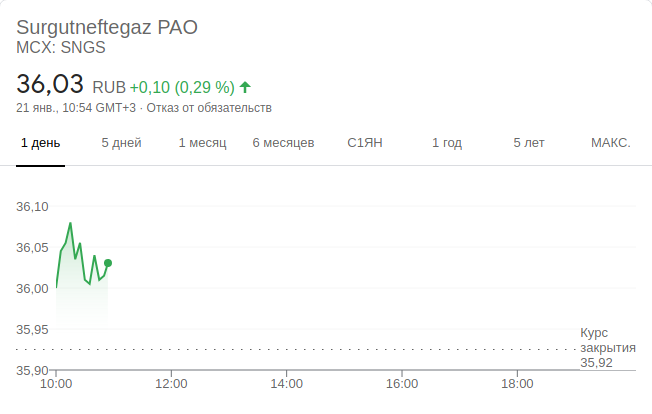 Surgutneftegaz PAO
MCX: SNGS
36,03 RUB +0,10 (0,29 %)
21 янв., 10:54 GMT+3 · Отказ от обязательств
1 день 5 дней 1 месяц 6 месяцев С1ЯН 1 год 5 лет МАКС.
36,10
36,05
36,00
35,95
Курс
закрытия
35,92
35,90
10:00 12:00 14:00 16:00 18:00